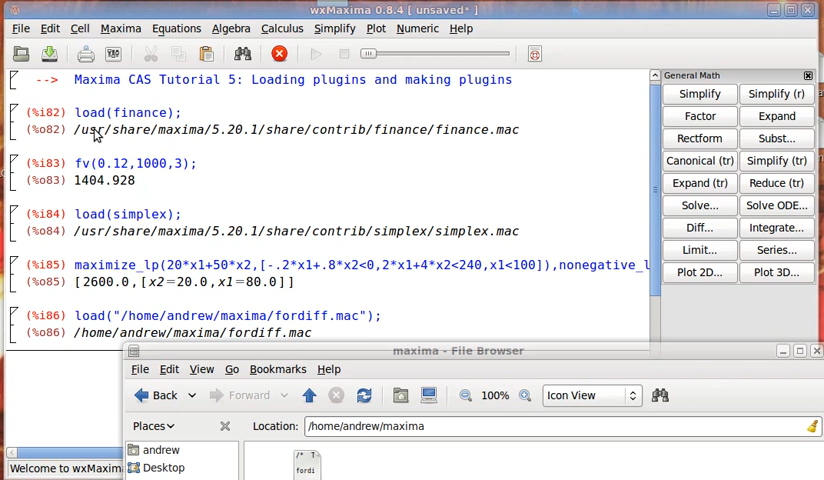 wxMaxima 0.8.4 [ unsaved* ]
File Edit Cell Maxima Equations Algebra Calculus Simplify Plot Numeric Help
--> Maxima CAS Tutorial 5: Loading plugins and making plugins
(%i82) load(finance);
(%o82) /usr/share/maxima/5.20.1/share/contrib/finance/finance.mac
(%i83) fv(0.12,1000,3);
(%o83) 1404.928
(%i84) load(simplex);
(%o84) /usr/share/maxima/5.20.1/share/contrib/simplex/simplex.mac
(%i85) maximize_lp(20*x1+50*x2,[-.2*x1+.8*x2<0,2*x1+4*x2<240,x1<100]),nonegative_l
(%o85) [2600.0,[x2=20.0,x1=80.0]]
(%i86) load("/home/andrew/maxima/fordiff.mac");
(%o86) /home/andrew/maxima/fordiff.mac
General Math
Simplify Simplify (r)
Factor Expand
Rectform Subst...
Canonical (tr) Simplify (tr)
Expand (tr) Reduce (tr)
Solve... Solve ODE...
Diff... Integrate...
Limit... Series...
Plot 2D... Plot 3D...
maxima - File Browser
File Edit View Go Bookmarks Help
Back Forward 100% Icon View
Places Location: /home/andrew/maxima
andrew
Desktop
/* T-
fordi
Welcome to wxMaxima